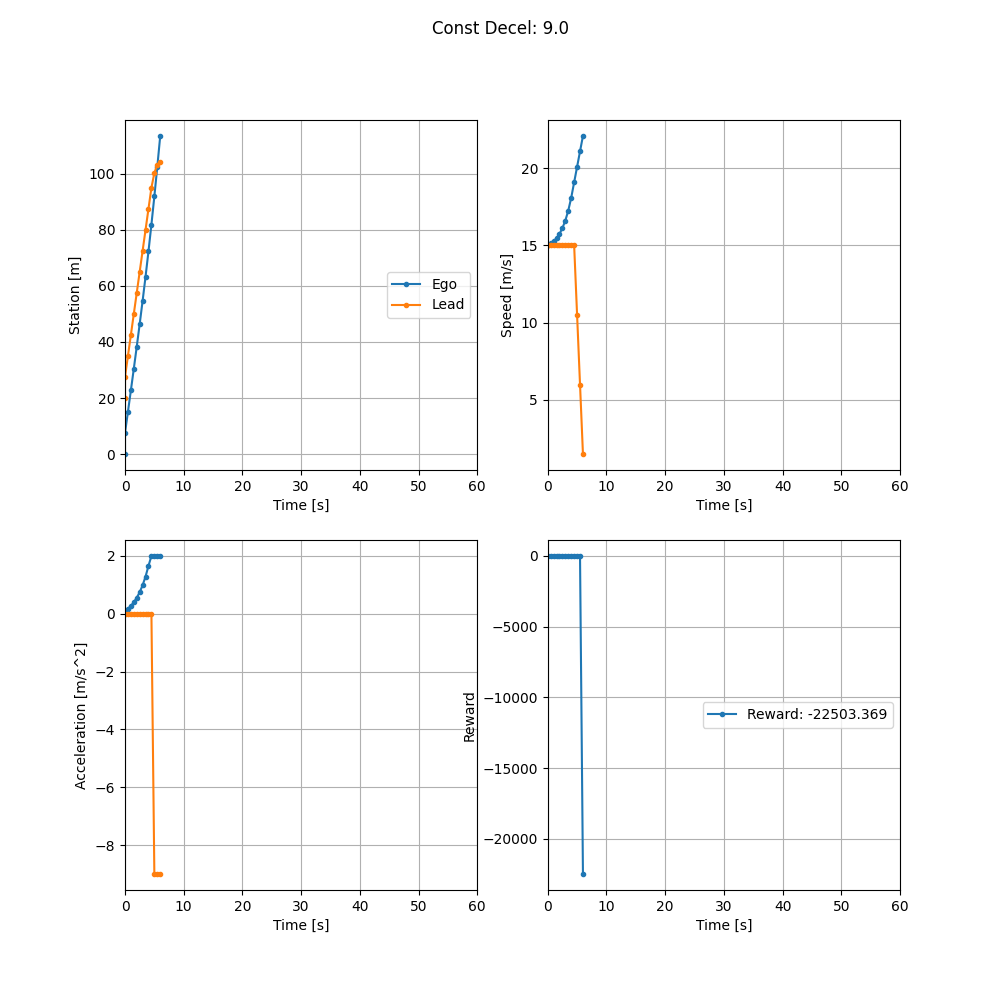 Const Decel: 9.0
Station [m]
100
80
60
40
20
0
Ego
Lead
0 10 20 30 40 50 60
Time [s]
Speed [m/s]
20
15
10
5
0 10 20 30 40 50 60
Time [s]
Acceleration [m/s^2]
2
0
−2
−4
−6
−8
0 10 20 30 40 50 60
Time [s]
Reward
0
−5000
−10000
−15000
−20000
Reward: -22503.369
0 10 20 30 40 50 60
Time [s]